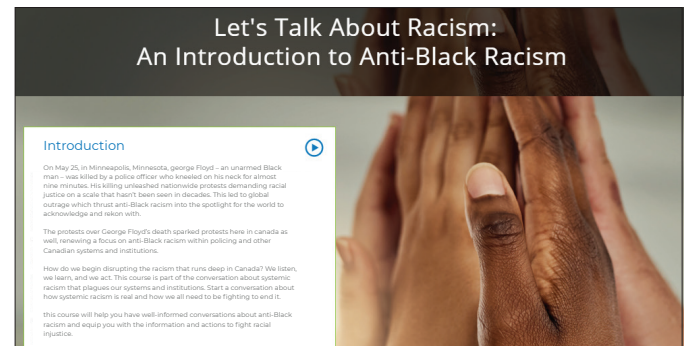 Let's Talk About Racism:
An Introduction to Anti-Black Racism
Introduction
On May 25, in Minneapolis, Minnesota, george Floyd – an unarmed Black
man – was killed by a police officer who kneeled on his neck for almost
nine minutes. His killing unleashed nationwide protests demanding racial
justice on a scale that hasn't been seen in decades. This led to global
outrage which thrust anti-Black racism into the spotlight for the world to
acknowledge and rekon with.
The protests over George Floyd's death sparked protests here in canada as
well, renewing a focus on anti-Black racism within policing and other
Canadian systems and institutions.
How do we begin disrupting the racism that runs deep in Canada? We listen,
we learn, and we act. This course is part of the conversation about systemic
racism that plagues our systems and institutions. Start a conversation about
how systemic racism is real and how we all need to be fighting to end it.
this course will help you have well-informed conversations about anti-Black
racism and equip you with the information and actions to fight racial
injustice.